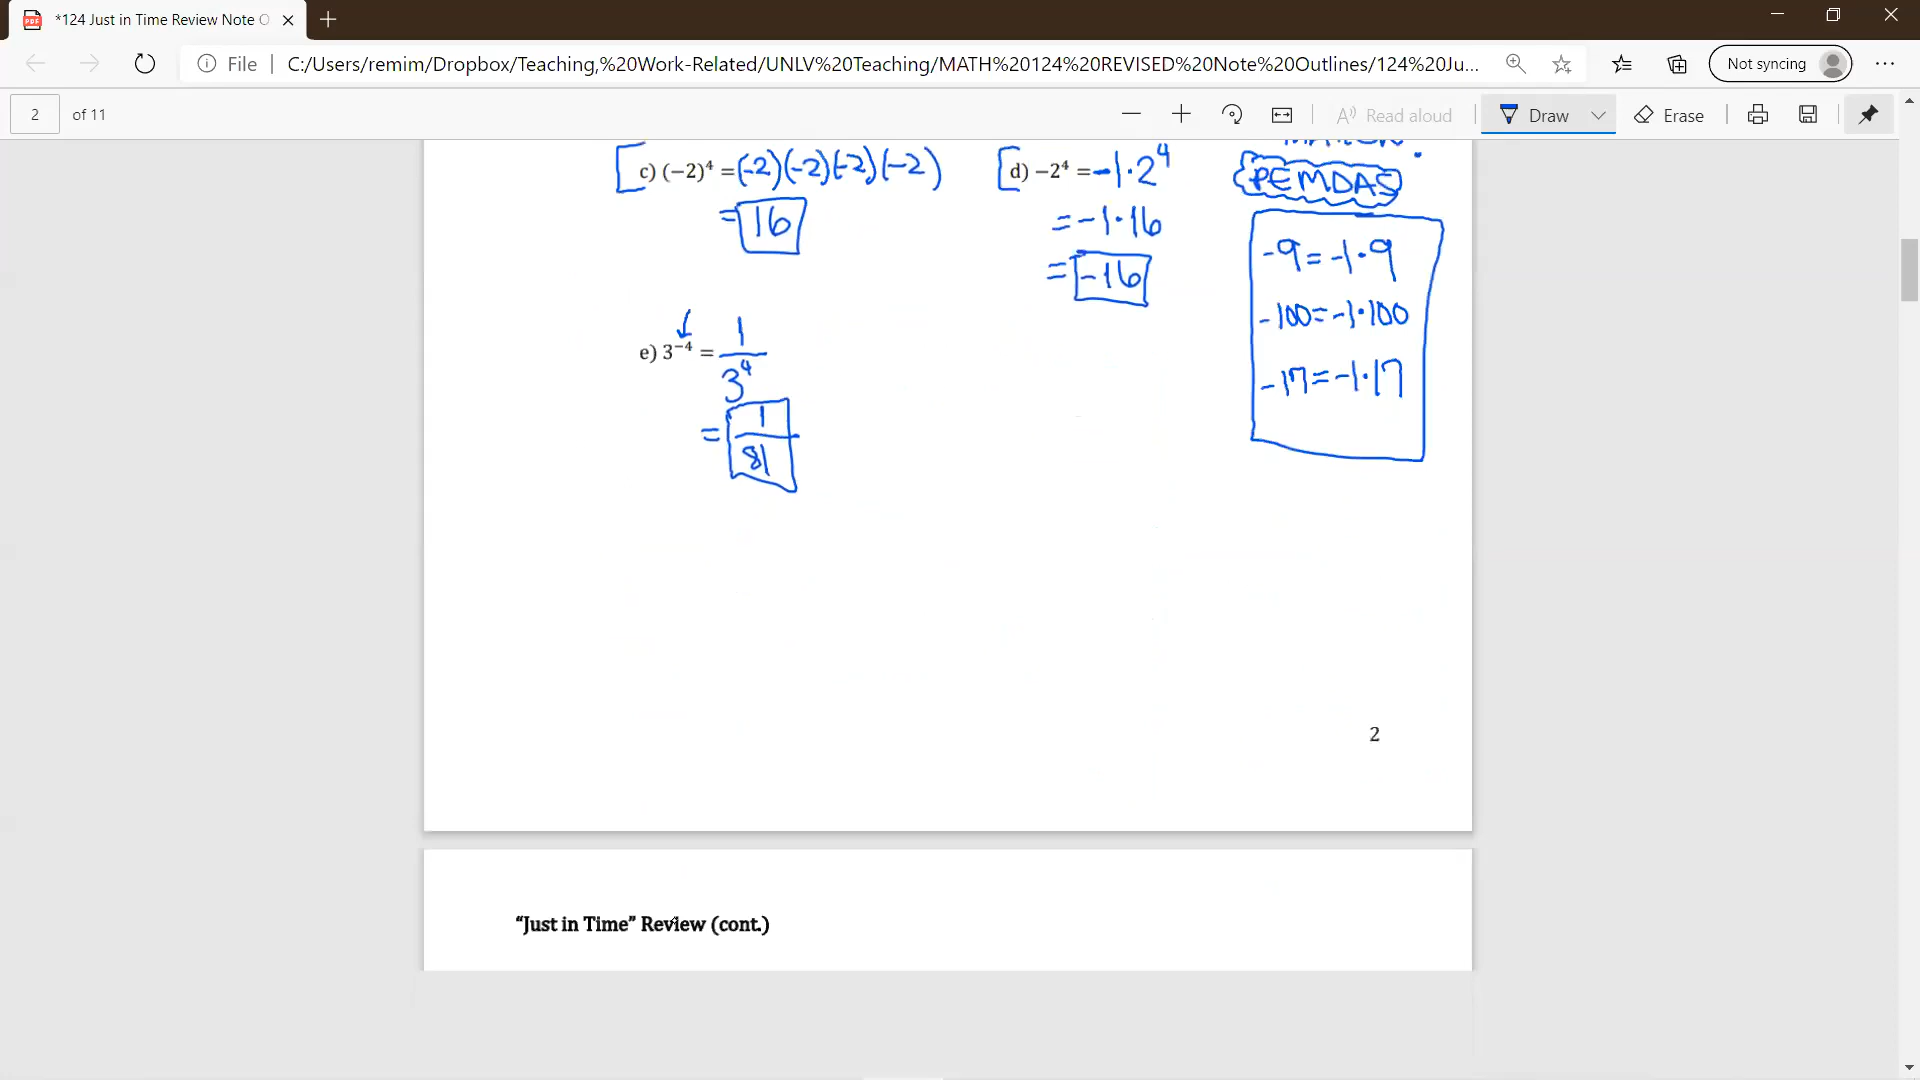 *124 Just in Time Review Note O
File
C:/Users/remim/Dropbox/Teaching,%20Work-Related/UNLV%20Teaching/MATH%20124%20REVISED%20Note%20Outlines/124%20Ju...
Not syncing
2 of 11
Read aloud
Draw
Erase
c) (−2)⁴ = (-2)(-2)(-2)(-2)
= 16
d) −2⁴ = -1·2⁴
= -1·16
= -16
PEMDAS
-9 = -1·9
-100 = -1·100
-17 = -1·17
e) 3⁻⁴ = 1/3⁴
= 1/81
2
“Just in Time” Review (cont.)